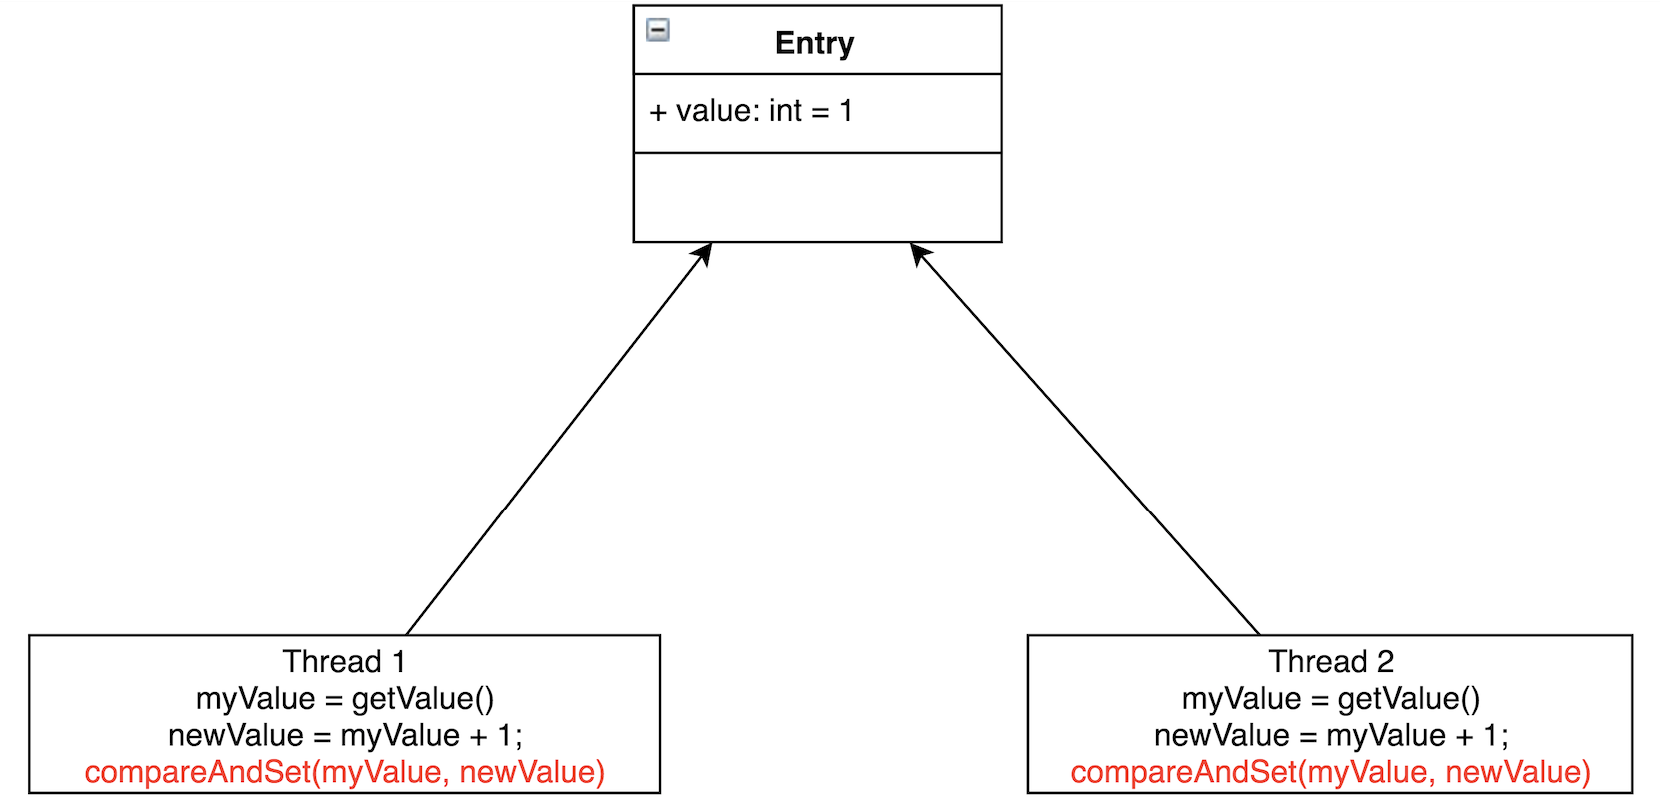 Entry
+ value: int = 1
Thread 1
myValue = getValue()
newValue = myValue + 1;
compareAndSet(myValue, newValue)
Thread 2
myValue = getValue()
newValue = myValue + 1;
compareAndSet(myValue, newValue)